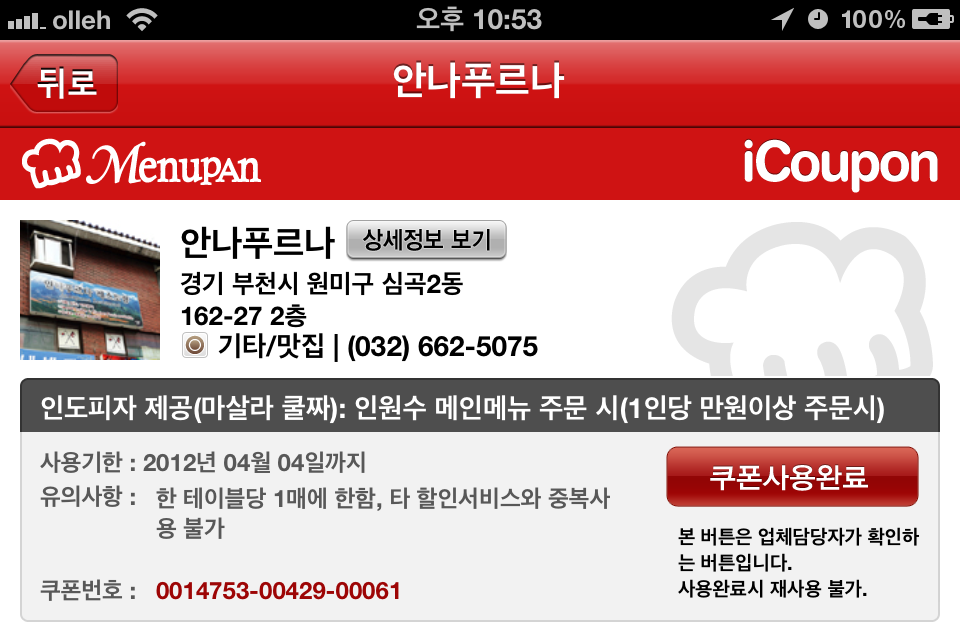 olleh 오후 10:53 100%
뒤로 안나푸르나
Menupan iCoupon
안나푸르나 상세정보 보기
경기 부천시 원미구 심곡2동
162-27 2층
기타/맛집 | (032) 662-5075
인도피자 제공(마살라 쿨짜): 인원수 메인메뉴 주문 시(1인당 만원이상 주문시)
사용기한 : 2012년 04월 04일까지
유의사항 : 한 테이블당 1매에 한함, 타 할인서비스와 중복사
용 불가
쿠폰번호 : 0014753-00429-00061
쿠폰사용완료
본 버튼은 업체담당자가 확인하
는 버튼입니다.
사용완료시 재사용 불가.